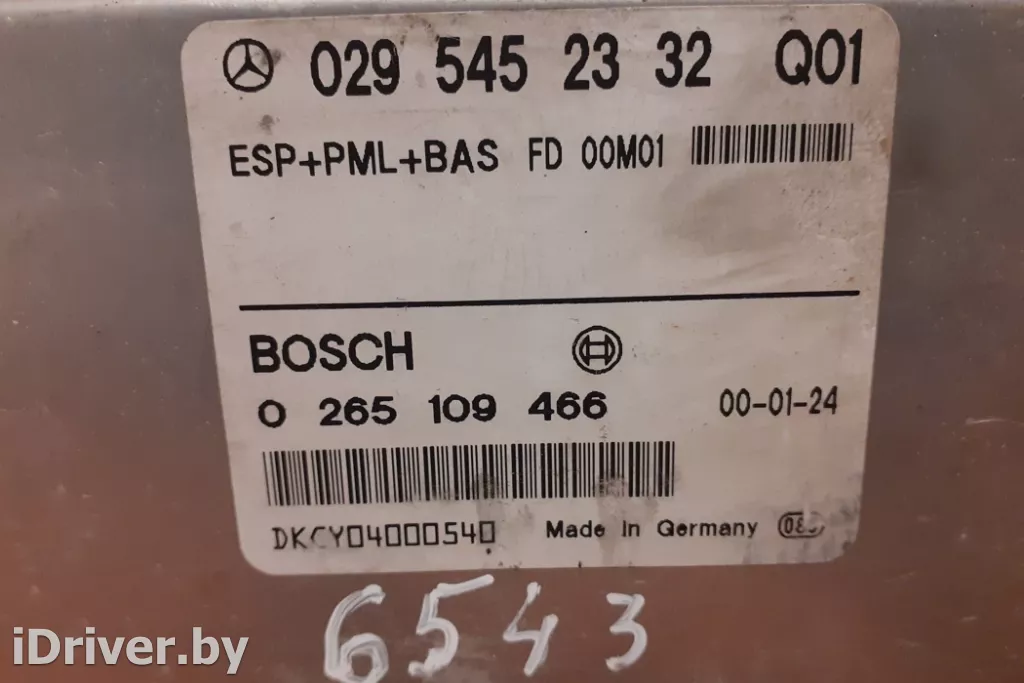 029 545 23 32 Q01
ESP+PML+BAS FD 00M01
BOSCH
0 265 109 466 00-01-24
DKCY04000540
Made in Germany
6543
iDriver.by